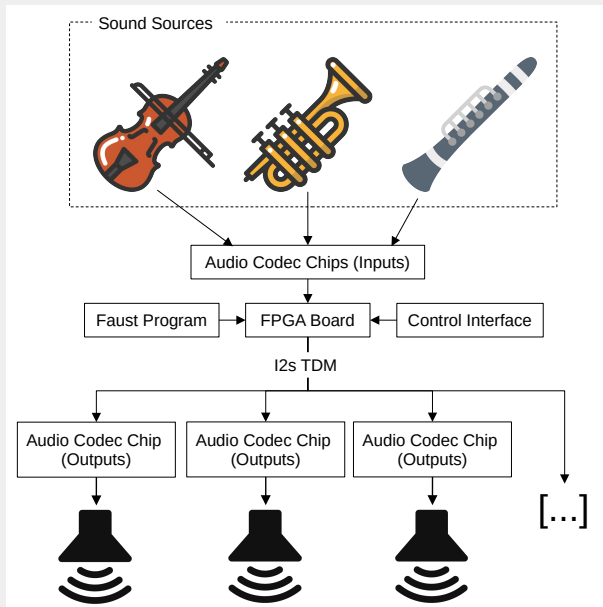 Sound Sources
Audio Codec Chips (Inputs)
Faust Program
FPGA Board
Control Interface
I2s TDM
Audio Codec Chip
(Outputs)
Audio Codec Chip
(Outputs)
Audio Codec Chip
(Outputs)
[...]